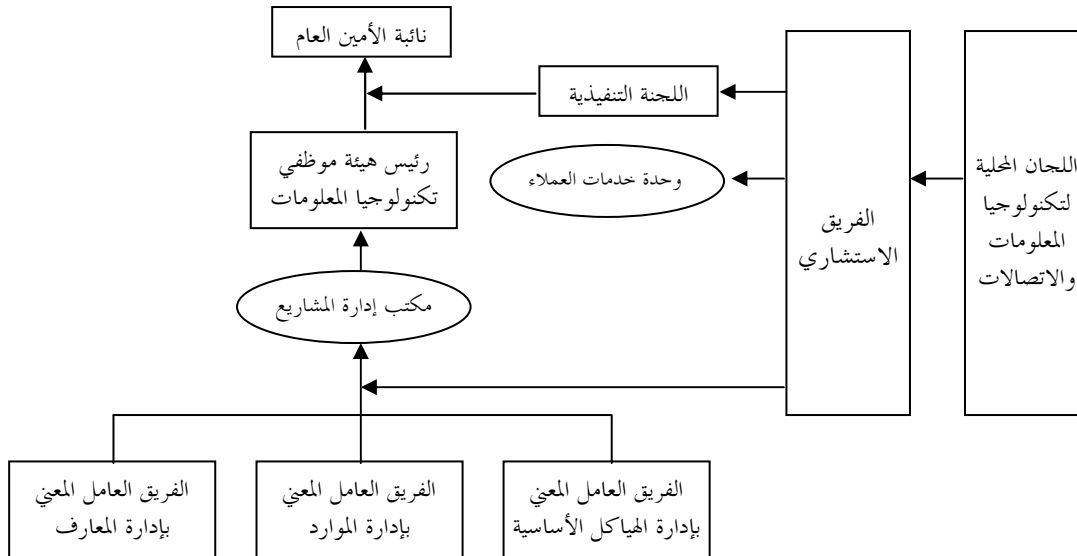 نائبة الأمين العام
اللجنة التنفيذية
رئيس هيئة موظفي
تكنولوجيا المعلومات
وحدة خدمات العملاء
الفريق
الاستشاري
اللجان المحلية
لتكنولوجيا
المعلومات
والاتصالات
مكتب إدارة المشاريع
الفريق العامل المعني
بإدارة الهياكل الأساسية
الفريق العامل المعني
بإدارة الموارد
الفريق العامل المعني
بإدارة المعارف